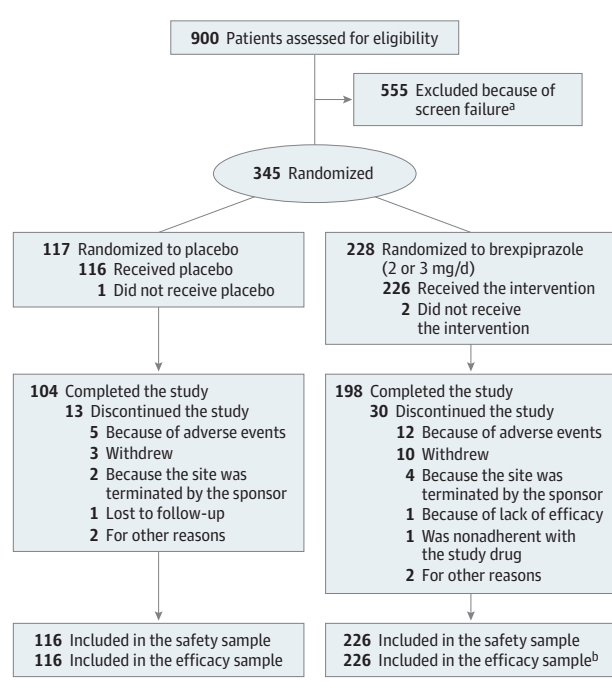 900 Patients assessed for eligibility
555 Excluded because of
screen failureᵃ
345 Randomized
117 Randomized to placebo
116 Received placebo
1 Did not receive placebo
228 Randomized to brexpiprazole
(2 or 3 mg/d)
226 Received the intervention
2 Did not receive
the intervention
104 Completed the study
13 Discontinued the study
5 Because of adverse events
3 Withdrew
2 Because the site was
terminated by the sponsor
1 Lost to follow-up
2 For other reasons
198 Completed the study
30 Discontinued the study
12 Because of adverse events
10 Withdrew
4 Because the site was
terminated by the sponsor
1 Because of lack of efficacy
1 Was nonadherent with
the study drug
2 For other reasons
116 Included in the safety sample
116 Included in the efficacy sample
226 Included in the safety sample
226 Included in the efficacy sampleᵇ